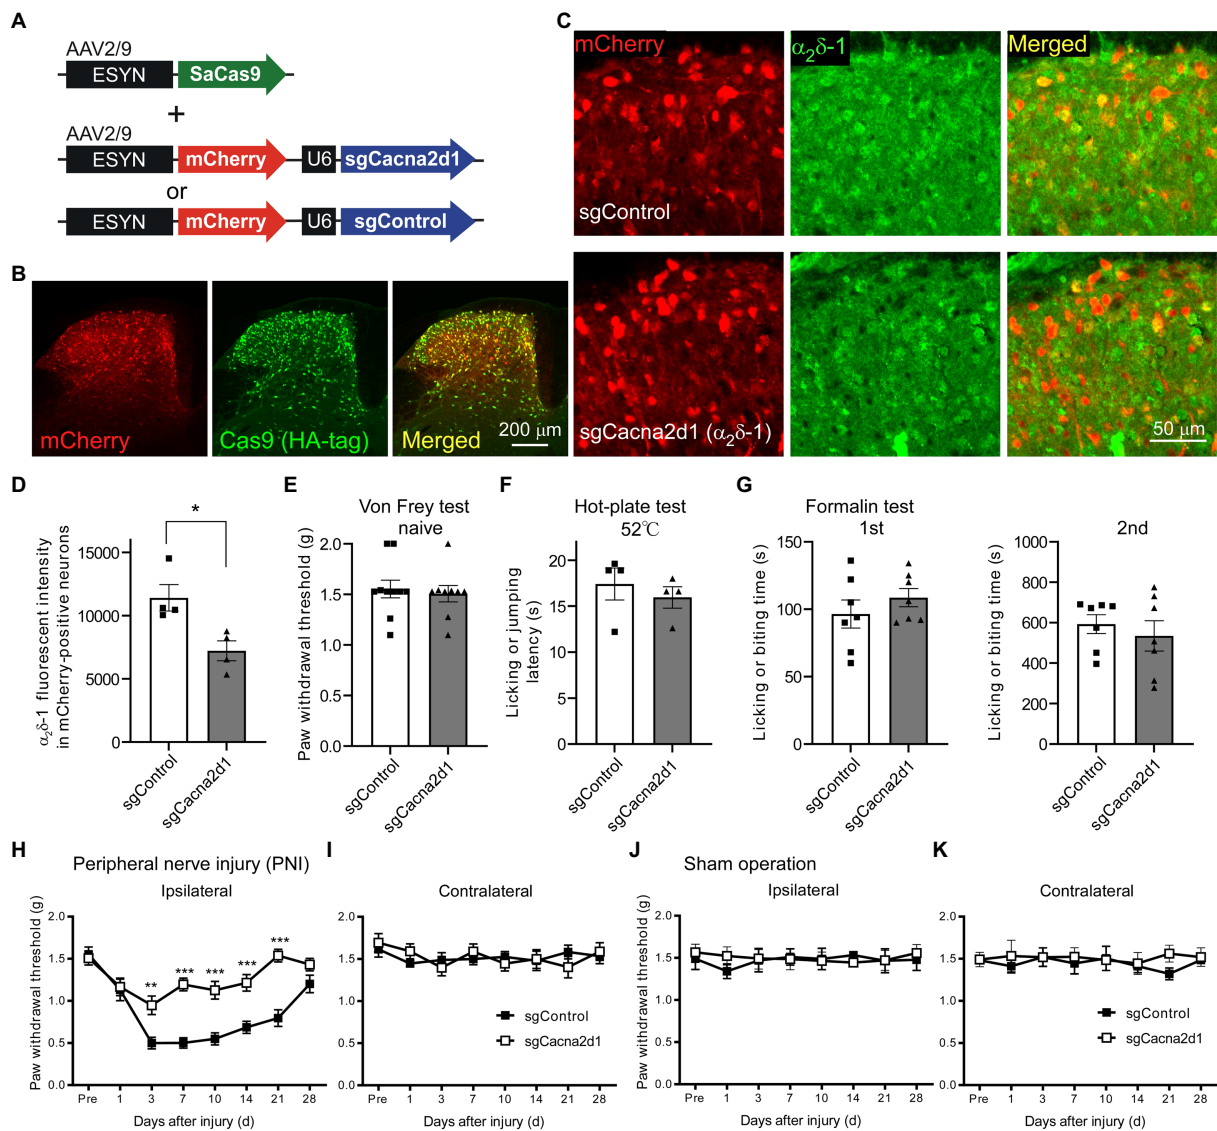 A
AAV2/9
ESYN SaCas9
+
AAV2/9
ESYN mCherry U6 sgCacna2d1
or
ESYN mCherry U6 sgControl
B
mCherry Cas9 (HA-tag) Merged 200 μm
C
mCherry α2δ-1 Merged
sgControl
sgCacna2d1 (α2δ-1) 50 μm
D
*
α2δ-1 fluorescent intensity
in mCherry-positive neurons
15000
10000
5000
0
sgControl
sgCacna2d1
E
Von Frey test
naive
Paw withdrawal threshold (g)
2.0
1.5
1.0
0.5
0.0
sgControl
sgCacna2d1
F
Hot-plate test
52℃
Licking or jumping
latency (s)
20
15
10
5
0
sgControl
sgCacna2d1
G
Formalin test
1st
Licking or biting time (s)
150
100
50
0
sgControl
sgCacna2d1
2nd
Licking or biting time (s)
1000
800
600
400
200
0
sgControl
sgCacna2d1
H
Peripheral nerve injury (PNI)
Ipsilateral
Paw withdrawal threshold (g)
2.0
1.5
1.0
0.5
0.0
** *** *** *** ***
Pre 1 3 7 10 14 21 28
Days after injury (d)
I
Contralateral
2.0
1.5
1.0
0.5
0.0
sgControl
sgCacna2d1
Pre 1 3 7 10 14 21 28
Days after injury (d)
J
Sham operation
Ipsilateral
Paw withdrawal threshold (g)
2.0
1.5
1.0
0.5
0.0
Pre 1 3 7 10 14 21 28
Days after injury (d)
K
Contralateral
2.0
1.5
1.0
0.5
0.0
sgControl
sgCacna2d1
Pre 1 3 7 10 14 21 28
Days after injury (d)